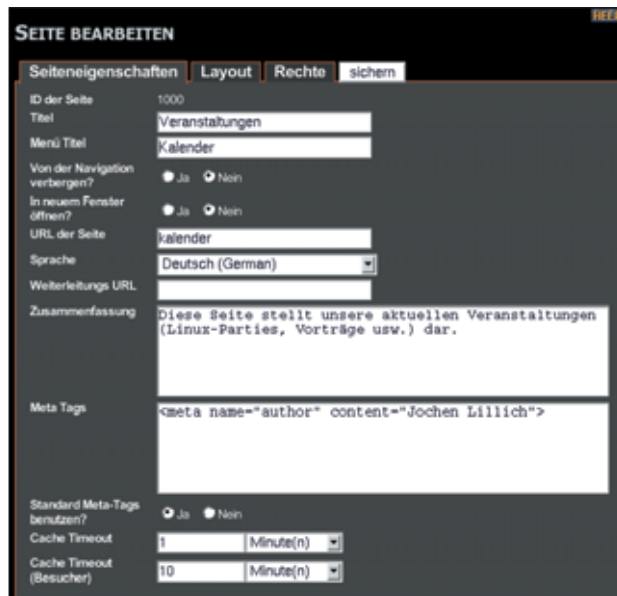 SEITE BEARBEITEN
Seiteneigenschaften Layout Rechte sichern
ID der Seite 1000
Titel Veranstaltungen
Menü Titel Kalender
Von der Navigation
verbergen? Ja Nein
In neuem Fenster
öffnen? Ja Nein
URL der Seite kalender
Sprache Deutsch (German)
Weiterleitungs URL
Zusammenfassung Diese Seite stellt unsere aktuellen Veranstaltungen
(Linux-Parties, Vorträge usw.) dar.
Meta Tags <meta name="author" content="Jochen Lillich">
Standard Meta-Tags
benutzen? Ja Nein
Cache Timeout 1 Minute(n)
Cache Timeout
(Besucher) 10 Minute(n)